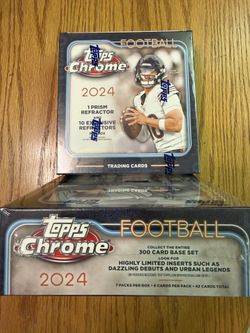 FOOTBALL
Topps
Chrome
2024
1 PRISM
REFRACTOR
10 EXCLUSIVE
REFRACTORS
TRADING CARDS
Topps
Chrome
2024
FOOTBALL
COLLECT THE ENTIRE
300 CARD BASE SET
LOOK FOR
HIGHLY LIMITED INSERTS SUCH AS
DAZZLING DEBUTS AND URBAN LEGENDS
7 PACKS PER BOX • 6 CARDS PER PACK • 42 CARDS TOTAL